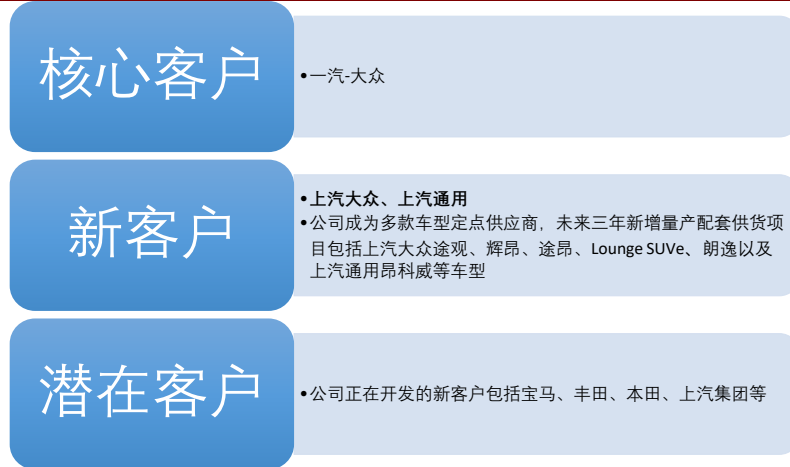 核心客户
•一汽-大众
新客户
•上汽大众、上汽通用
•公司成为多款车型定点供应商，未来三年新增量产配套供货项
目包括上汽大众途观、辉昂、途昂、Lounge SUVe、朗逸以及
上汽通用昂科威等车型
潜在客户
•公司正在开发的新客户包括宝马、丰田、本田、上汽集团等